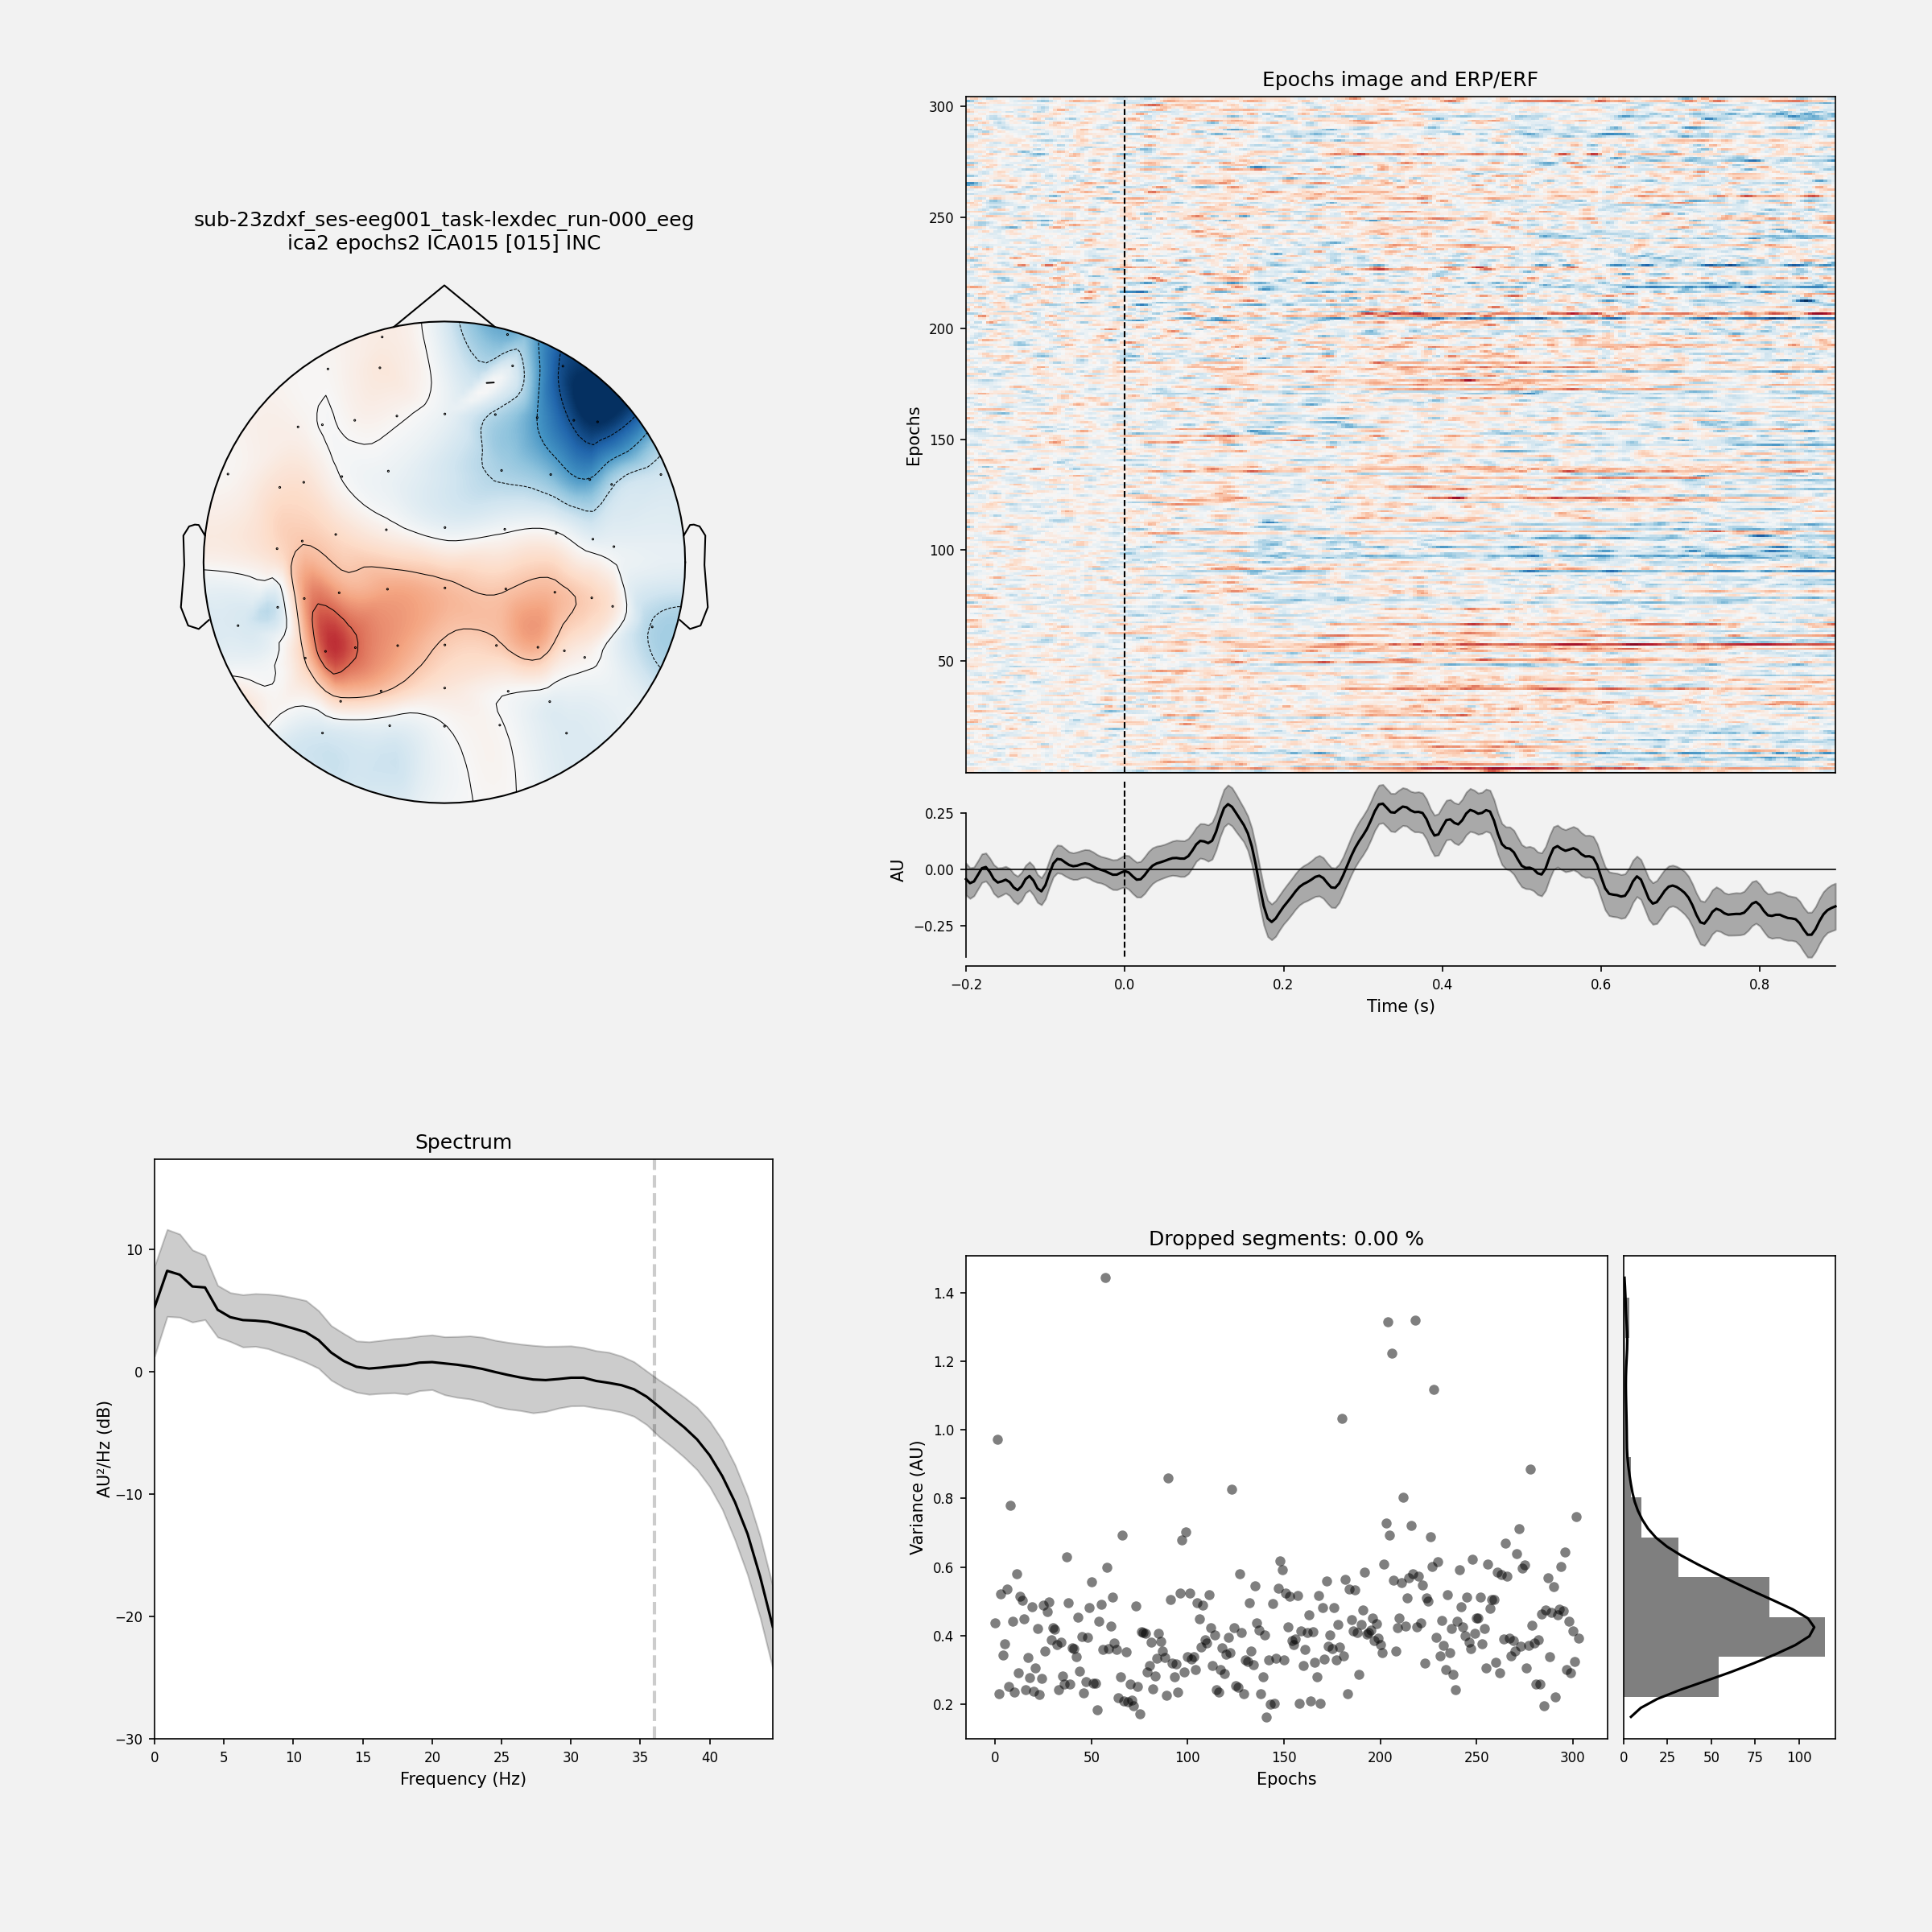 sub-23zdxf_ses-eeg001_task-lexdec_run-000_eeg
ica2 epochs2 ICA015 [015] INC
Epochs image and ERP/ERF
300
250
200
150
100
50
Epochs
0.25
0.00
−0.25
AU
−0.2 0.0 0.2 0.4 0.6 0.8
Time (s)
Spectrum
10
0
−10
−20
−30
AU²/Hz (dB)
0 5 10 15 20 25 30 35 40
Frequency (Hz)
Dropped segments: 0.00 %
1.4
1.2
1.0
0.8
0.6
0.4
0.2
Variance (AU)
0 50 100 150 200 250 300
Epochs
0 25 50 75 100